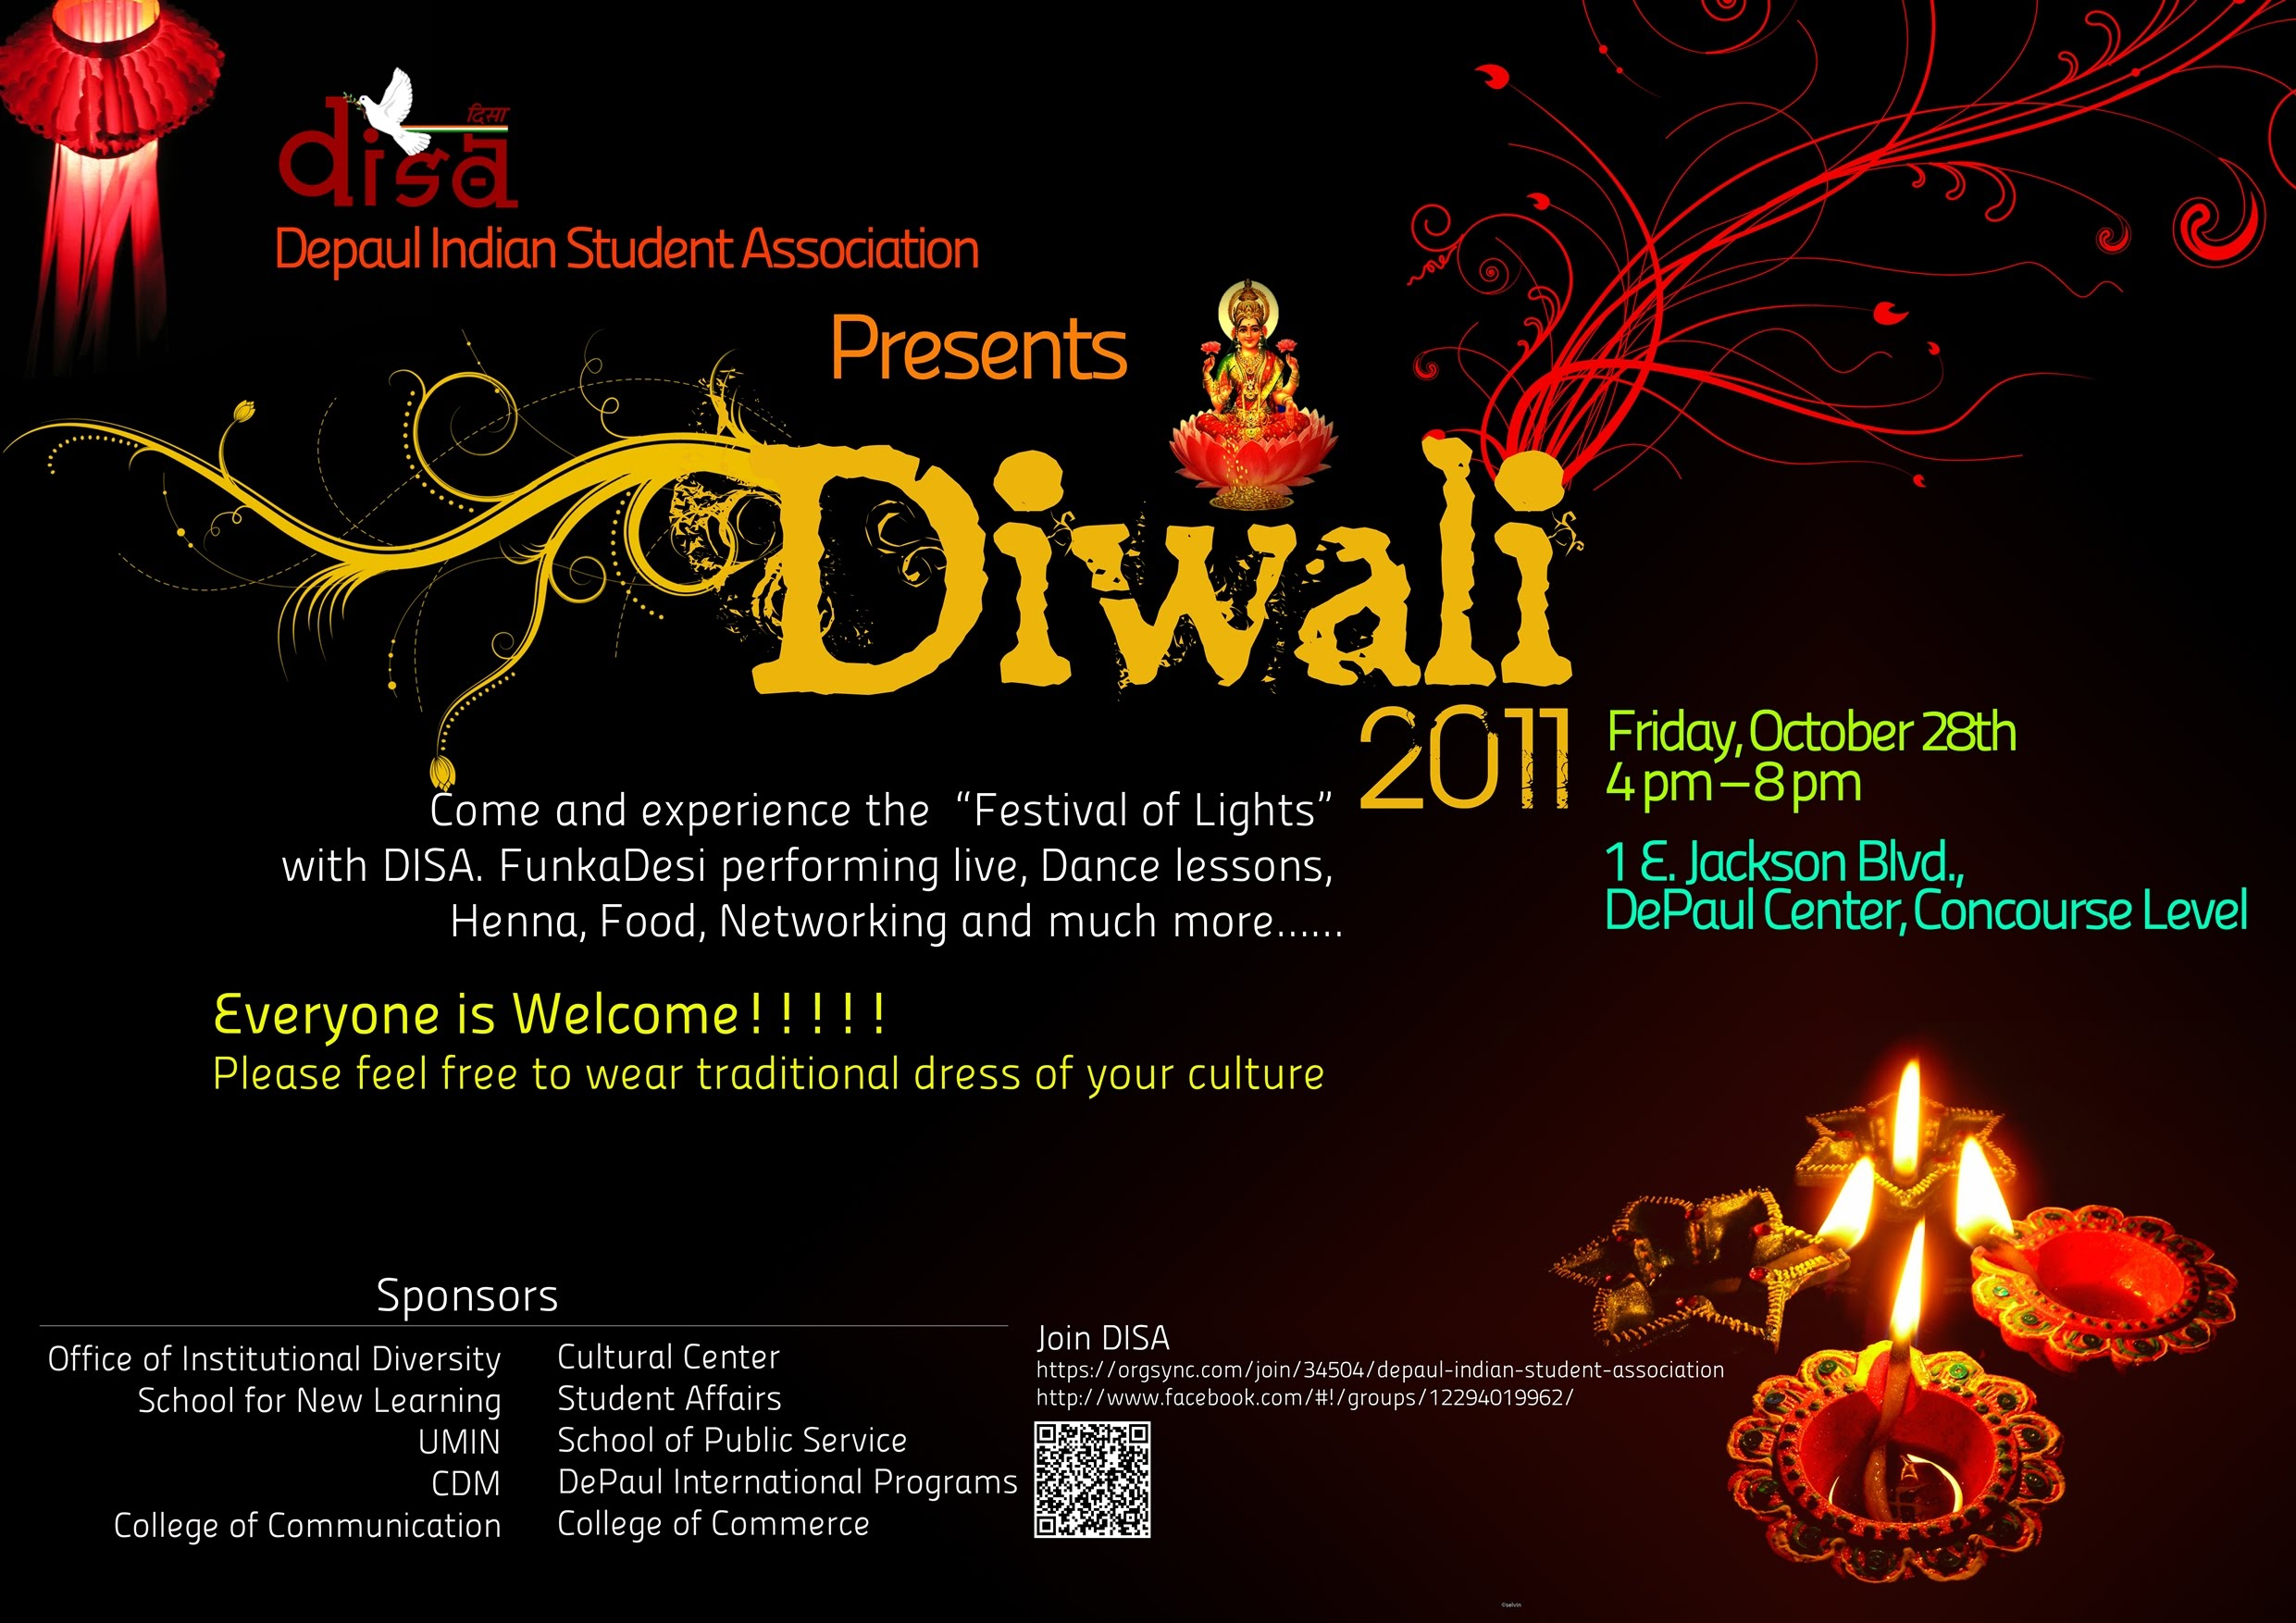 disa
दिसा
Depaul Indian Student Association
Presents
Diwali
2011
Friday, October 28th
4 pm – 8 pm
1 E. Jackson Blvd.,
DePaul Center, Concourse Level
Come and experience the “Festival of Lights”
with DISA. FunkaDesi performing live, Dance lessons,
Henna, Food, Networking and much more......
Everyone is Welcome ! ! ! ! !
Please feel free to wear traditional dress of your culture
Sponsors
Office of Institutional Diversity
School for New Learning
UMIN
CDM
College of Communication
Cultural Center
Student Affairs
School of Public Service
DePaul International Programs
College of Commerce
Join DISA
https://orgsync.com/join/34504/depaul-indian-student-association
http://www.facebook.com/#!/groups/12294019962/
©selvin